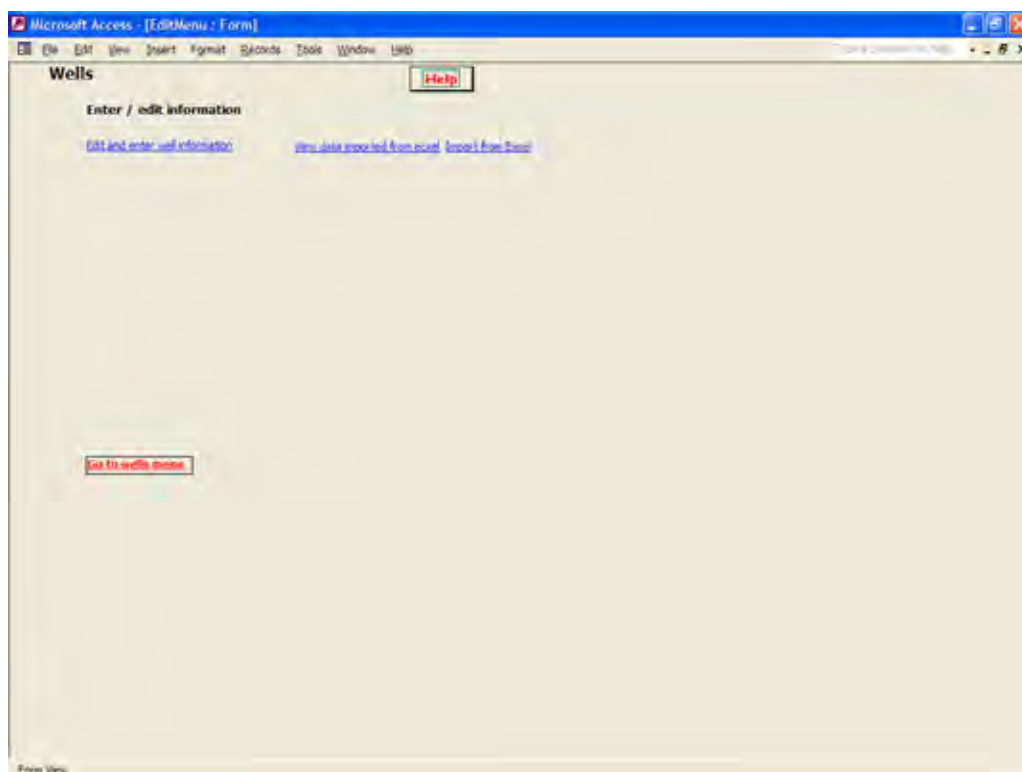 Microsoft Access - [EditMenu : Form]
File Edit View Insert Format Records Tools Window Help
Wells
Help
Enter / edit information
Edit and enter well information View data imported from excel Import from Excel
Go to wells menu
Form View